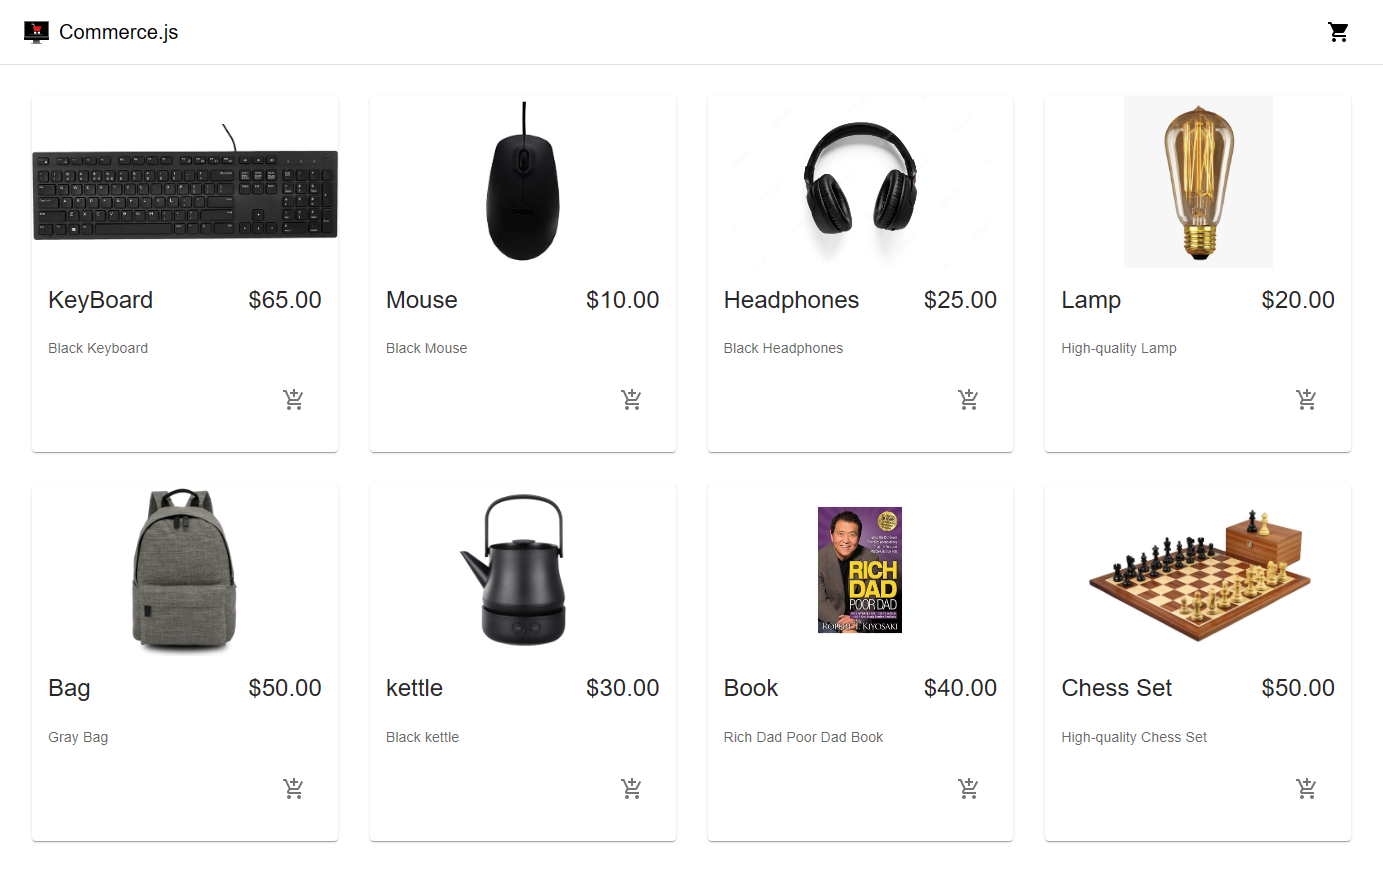 Commerce.js
KeyBoard $65.00
Black Keyboard
Mouse $10.00
Black Mouse
Headphones $25.00
Black Headphones
Lamp $20.00
High-quality Lamp
Bag $50.00
Gray Bag
kettle $30.00
Black kettle
RICH
DAD
POOR DAD
ROBERT T. KIYOSAKI
Book $40.00
Rich Dad Poor Dad Book
Chess Set $50.00
High-quality Chess Set